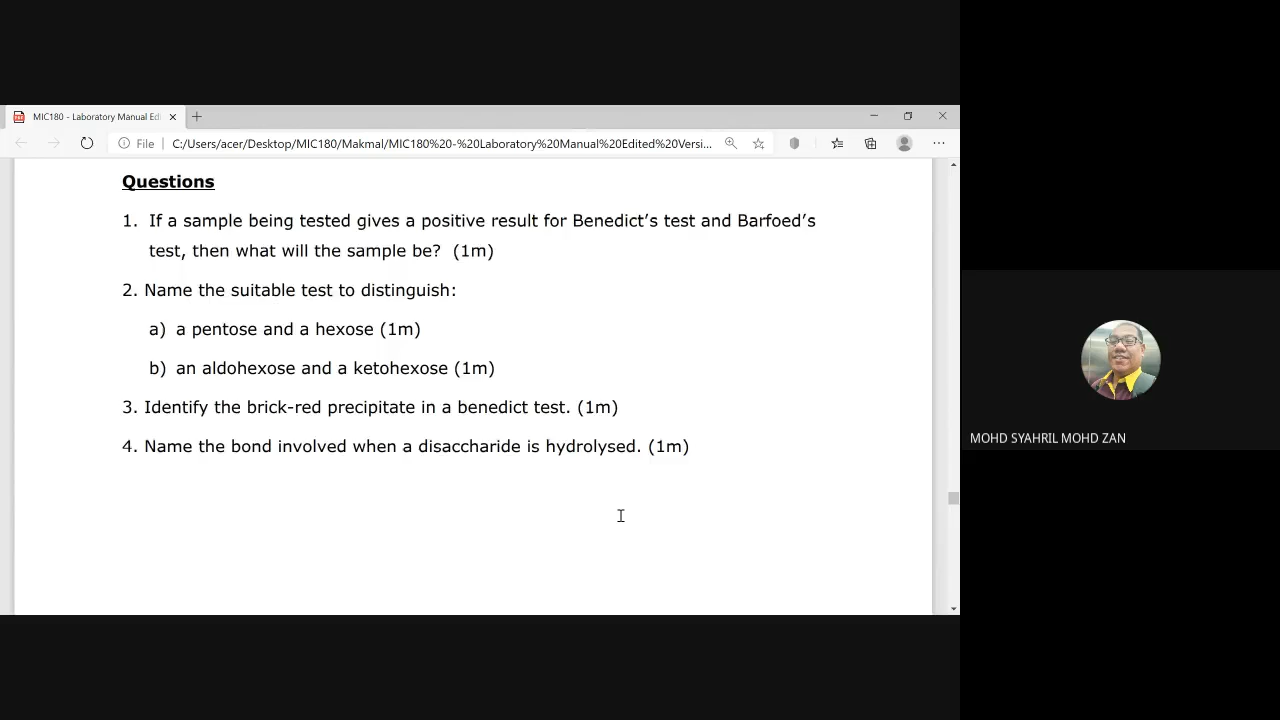 MIC180 - Laboratory Manual Edi
File
C:/Users/acer/Desktop/MIC180/Makmal/MIC180%20-%20Laboratory%20Manual%20Edited%20Versi...
Questions
1. If a sample being tested gives a positive result for Benedict's test and Barfoed's
test, then what will the sample be? (1m)
2. Name the suitable test to distinguish:
a) a pentose and a hexose (1m)
b) an aldohexose and a ketohexose (1m)
3. Identify the brick-red precipitate in a benedict test. (1m)
4. Name the bond involved when a disaccharide is hydrolysed. (1m)
MOHD SYAHRIL MOHD ZAN